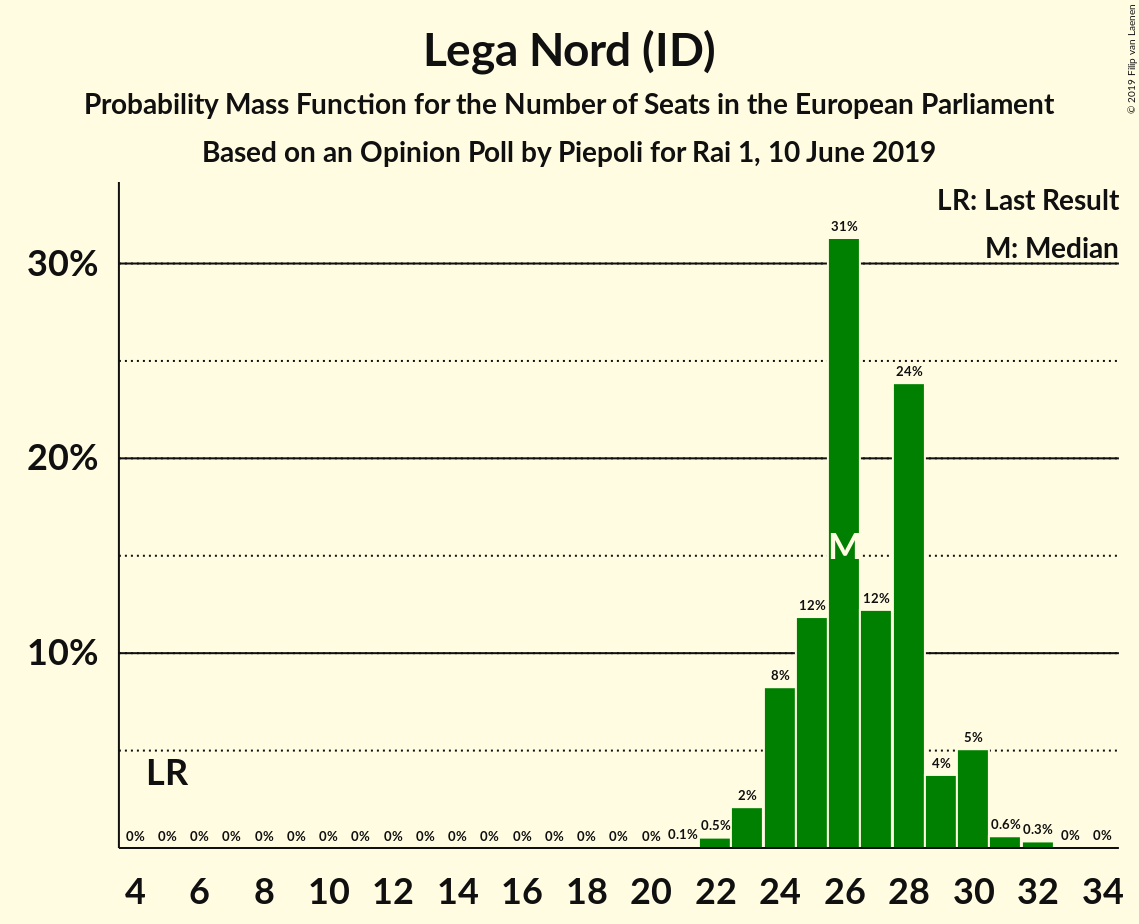 © 2019 Filip van Laenen
Lega Nord (ID)
Probability Mass Function for the Number of Seats in the European Parliament
Based on an Opinion Poll by Piepoli for Rai 1, 10 June 2019
LR: Last Result
M: Median
30%
20%
10%
31%
24%
12%
12%
8%
5%
4%
2%
M
LR
0% 0% 0% 0% 0% 0% 0% 0% 0% 0% 0% 0% 0% 0% 0% 0% 0% 0.1% 0.5% 0.6% 0.3% 0% 0%
4 6 8 10 12 14 16 18 20 22 24 26 28 30 32 34